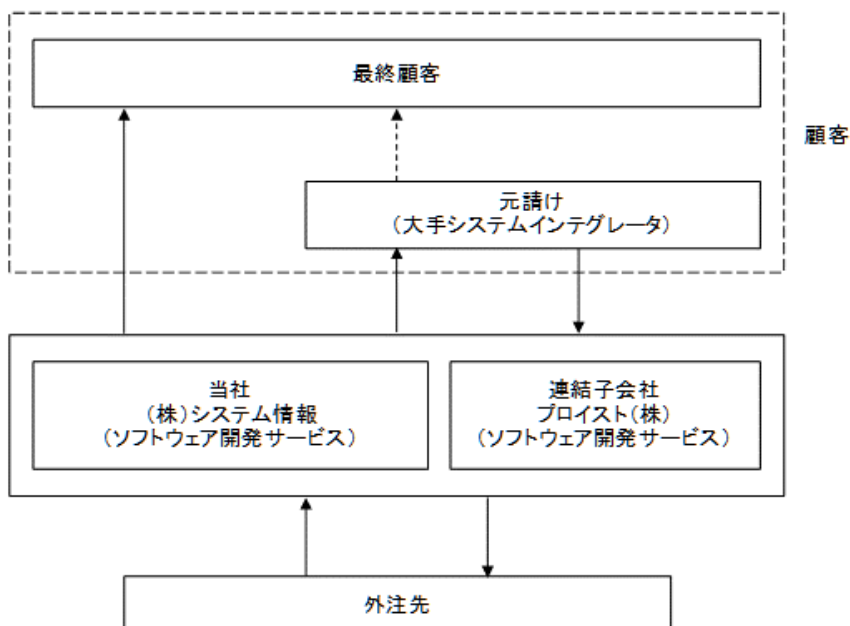 最終顧客
顧客
元請け
（大手システムインテグレータ）
当社
（株）システム情報
（ソフトウェア開発サービス）
連結子会社
プロイスト（株）
（ソフトウェア開発サービス）
外注先